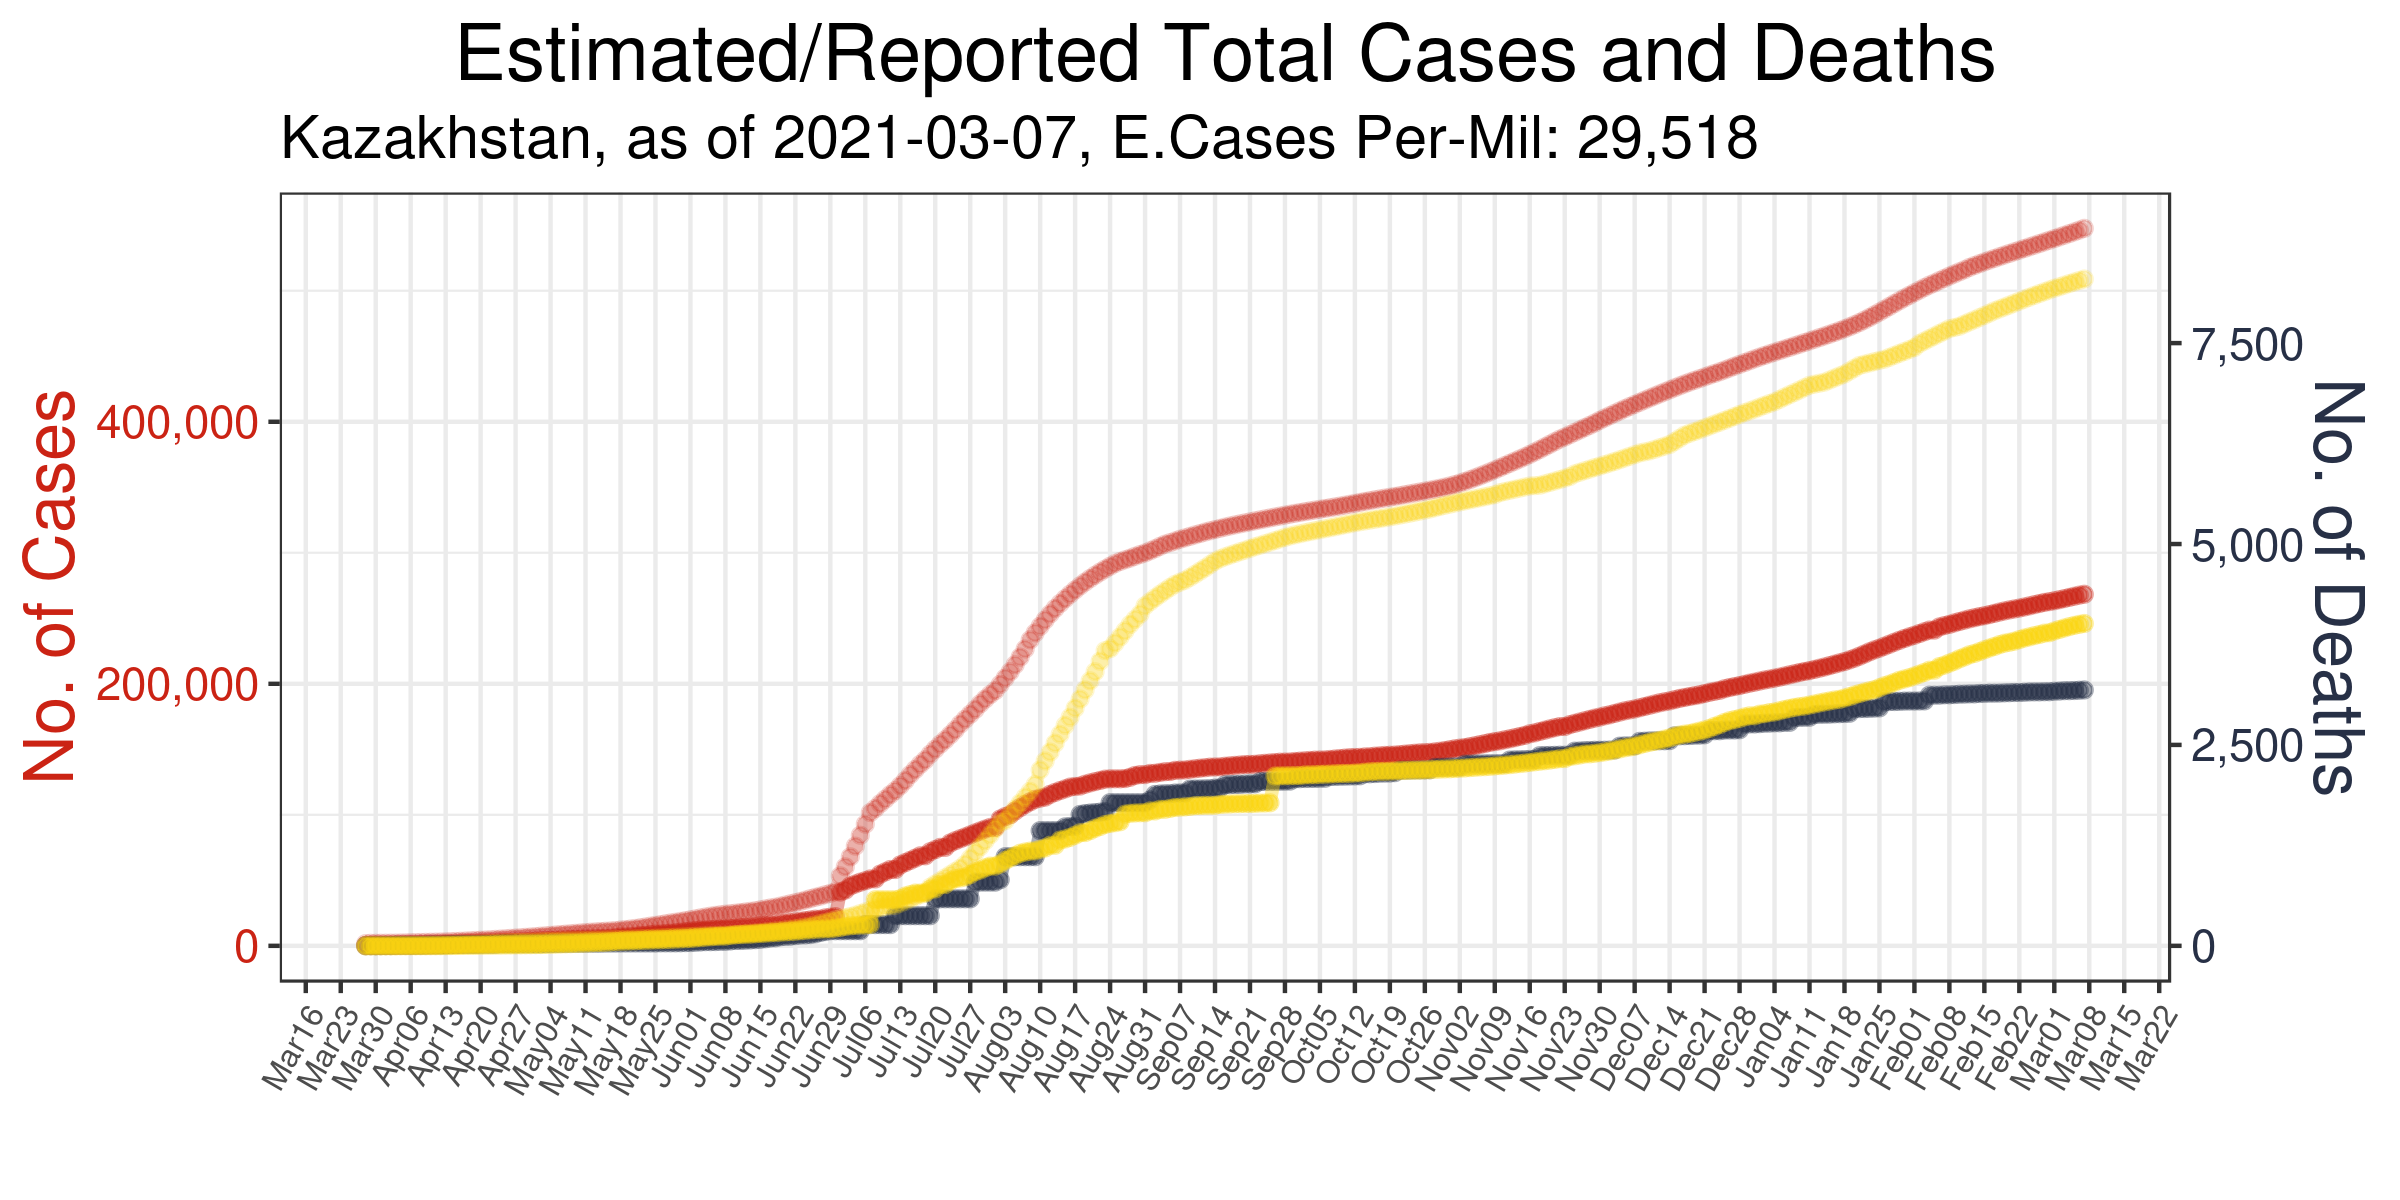 Estimated/Reported Total Cases and Deaths
Kazakhstan, as of 2021-03-07, E.Cases Per-Mil: 29,518
No. of Cases
400,000
200,000
0
7,500
5,000
2,500
0
No. of Deaths
Mar16
Mar23
Mar30
Apr06
Apr13
Apr20
Apr27
May04
May11
May18
May25
Jun01
Jun08
Jun15
Jun22
Jun29
Jul06
Jul13
Jul20
Jul27
Aug03
Aug10
Aug17
Aug24
Aug31
Sep07
Sep14
Sep21
Sep28
Oct05
Oct12
Oct19
Oct26
Nov02
Nov09
Nov16
Nov23
Nov30
Dec07
Dec14
Dec21
Dec28
Jan04
Jan11
Jan18
Jan25
Feb01
Feb08
Feb15
Feb22
Mar01
Mar08
Mar15
Mar22